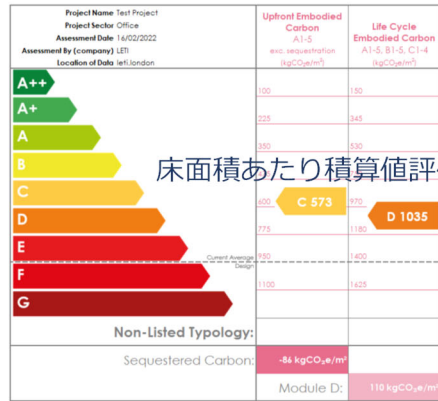 Project Name Test Project
Project Sector Office
Assessment Date 16/02/2022
Assessment By (company) LETI
Location of Data leti.london
Upfront Embodied
Carbon
A1-5
exc. sequestration
(kgCO₂e/m²)
Life Cycle
Embodied Carbon
A1-5, B1-5, C1-4
(kgCO₂e/m²)
A++
A+
100
150
A
225
345
B
350
530
床面積あたり積算値評
C
600
C 573
970
D
D 1035
775
1180
E
Current Average
Design
950
1400
F
1100
1625
G
Non-Listed Typology:
Sequestered Carbon:
-86 kgCO₂e/m²
Module D:
110 kgCO₂e/m²